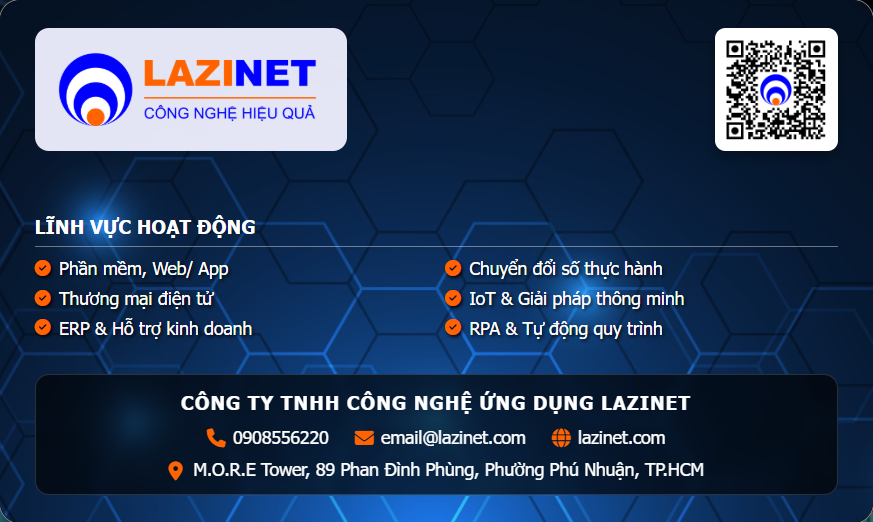 LAZINET
CÔNG NGHỆ HIỆU QUẢ
LĨNH VỰC HOẠT ĐỘNG
Phần mềm, Web/ App
Thương mại điện tử
ERP & Hỗ trợ kinh doanh
Chuyển đổi số thực hành
IoT & Giải pháp thông minh
RPA & Tự động quy trình
CÔNG TY TNHH CÔNG NGHỆ ỨNG DỤNG LAZINET
0908556220 email@lazinet.com lazinet.com
M.O.R.E Tower, 89 Phan Đình Phùng, Phường Phú Nhuận, TP.HCM